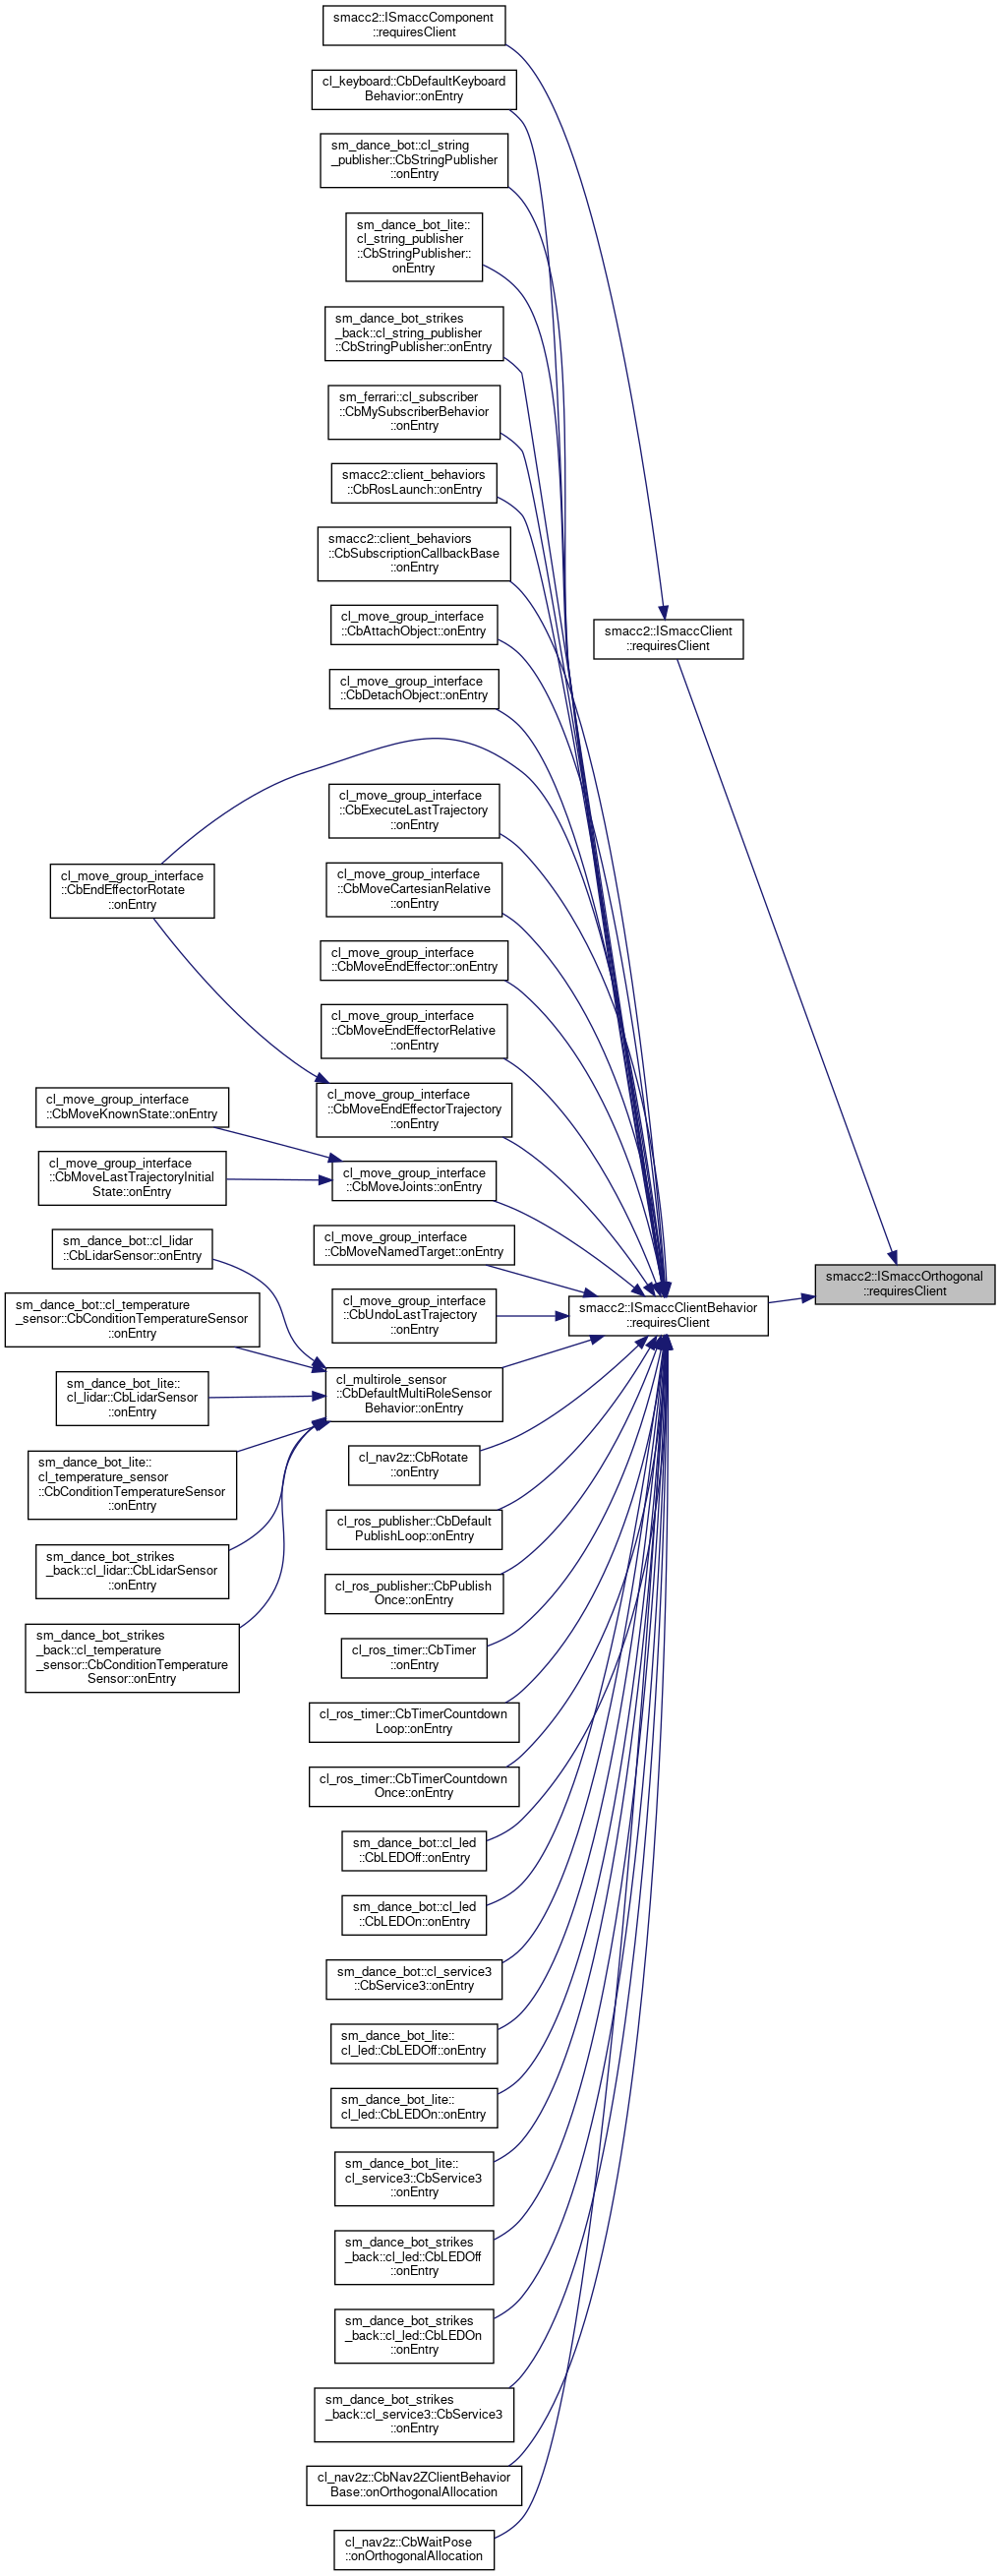 smacc2::ISmaccComponent
::requiresClient
cl_keyboard::CbDefaultKeyboard
Behavior::onEntry
sm_dance_bot::cl_string
_publisher::CbStringPublisher
::onEntry
sm_dance_bot_lite::
cl_string_publisher
::CbStringPublisher::
onEntry
sm_dance_bot_strikes
_back::cl_string_publisher
::CbStringPublisher::onEntry
sm_ferrari::cl_subscriber
::CbMySubscriberBehavior
::onEntry
smacc2::client_behaviors
::CbRosLaunch::onEntry
smacc2::client_behaviors
::CbSubscriptionCallbackBase
::onEntry
cl_move_group_interface
::CbAttachObject::onEntry
smacc2::ISmaccClient
::requiresClient
cl_move_group_interface
::CbDetachObject::onEntry
cl_move_group_interface
::CbExecuteLastTrajectory
::onEntry
cl_move_group_interface
::CbEndEffectorRotate
::onEntry
cl_move_group_interface
::CbMoveCartesianRelative
::onEntry
cl_move_group_interface
::CbMoveEndEffector::onEntry
cl_move_group_interface
::CbMoveEndEffectorRelative
::onEntry
cl_move_group_interface
::CbMoveEndEffectorTrajectory
::onEntry
cl_move_group_interface
::CbMoveKnownState::onEntry
cl_move_group_interface
::CbMoveLastTrajectoryInitial
State::onEntry
cl_move_group_interface
::CbMoveJoints::onEntry
sm_dance_bot::cl_lidar
::CbLidarSensor::onEntry
cl_move_group_interface
::CbMoveNamedTarget::onEntry
smacc2::ISmaccOrthogonal
::requiresClient
sm_dance_bot::cl_temperature
_sensor::CbConditionTemperatureSensor
::onEntry
cl_move_group_interface
::CbUndoLastTrajectory
::onEntry
smacc2::ISmaccClientBehavior
::requiresClient
sm_dance_bot_lite::
cl_lidar::CbLidarSensor
::onEntry
cl_multirole_sensor
::CbDefaultMultiRoleSensor
Behavior::onEntry
sm_dance_bot_lite::
cl_temperature_sensor
::CbConditionTemperatureSensor
::onEntry
cl_nav2z::CbRotate
::onEntry
cl_ros_publisher::CbDefault
PublishLoop::onEntry
sm_dance_bot_strikes
_back::cl_lidar::CbLidarSensor
::onEntry
cl_ros_publisher::CbPublish
Once::onEntry
sm_dance_bot_strikes
_back::cl_temperature
_sensor::CbConditionTemperature
Sensor::onEntry
cl_ros_timer::CbTimer
::onEntry
cl_ros_timer::CbTimerCountdown
Loop::onEntry
cl_ros_timer::CbTimerCountdown
Once::onEntry
sm_dance_bot::cl_led
::CbLEDOff::onEntry
sm_dance_bot::cl_led
::CbLEDOn::onEntry
sm_dance_bot::cl_service3
::CbService3::onEntry
sm_dance_bot_lite::
cl_led::CbLEDOff::onEntry
sm_dance_bot_lite::
cl_led::CbLEDOn::onEntry
sm_dance_bot_lite::
cl_service3::CbService3
::onEntry
sm_dance_bot_strikes
_back::cl_led::CbLEDOff
::onEntry
sm_dance_bot_strikes
_back::cl_led::CbLEDOn
::onEntry
sm_dance_bot_strikes
_back::cl_service3::CbService3
::onEntry
cl_nav2z::CbNav2ZClientBehavior
Base::onOrthogonalAllocation
cl_nav2z::CbWaitPose
::onOrthogonalAllocation